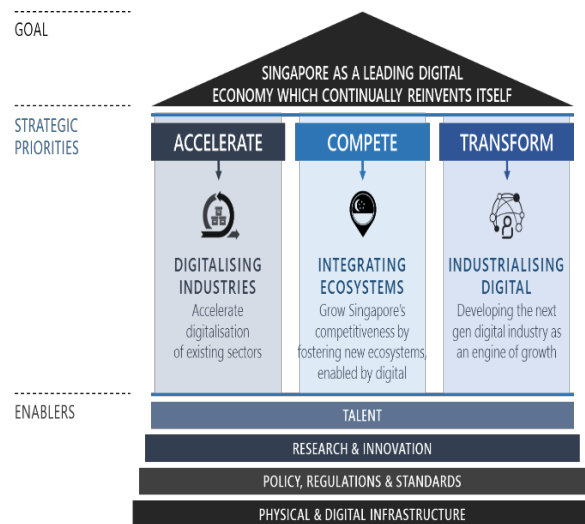 GOAL
SINGAPORE AS A LEADING DIGITAL
ECONOMY WHICH CONTINUALLY REINVENTS ITSELF
STRATEGIC
PRIORITIES
ACCELERATE
DIGITALISING
INDUSTRIES
Accelerate
digitalisation
of existing sectors
COMPETE
INTEGRATING
ECOSYSTEMS
Grow Singapore's
competitiveness by
fostering new ecosystems,
enabled by digital
TRANSFORM
INDUSTRIALISING
DIGITAL
Developing the next
gen digital industry as
an engine of growth
ENABLERS
TALENT
RESEARCH & INNOVATION
POLICY, REGULATIONS & STANDARDS
PHYSICAL & DIGITAL INFRASTRUCTURE